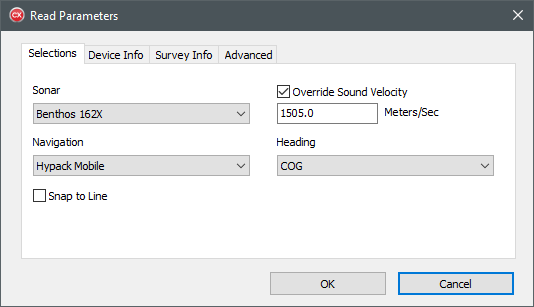 CX Read Parameters
Selections Device Info Survey Info Advanced
Sonar
Benthos 162X
Override Sound Velocity
1505.0 Meters/Sec
Navigation
Hypack Mobile
Heading
COG
Snap to Line
OK Cancel